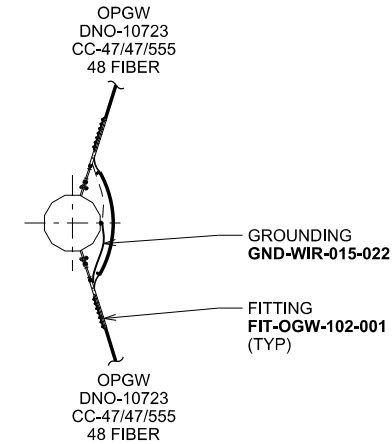 OPGW
DNO-10723
CC-47/47/555
48 FIBER
GROUNDING
GND-WIR-015-022
FITTING
FIT-OGW-102-001
(TYP)
OPGW
DNO-10723
CC-47/47/555
48 FIBER